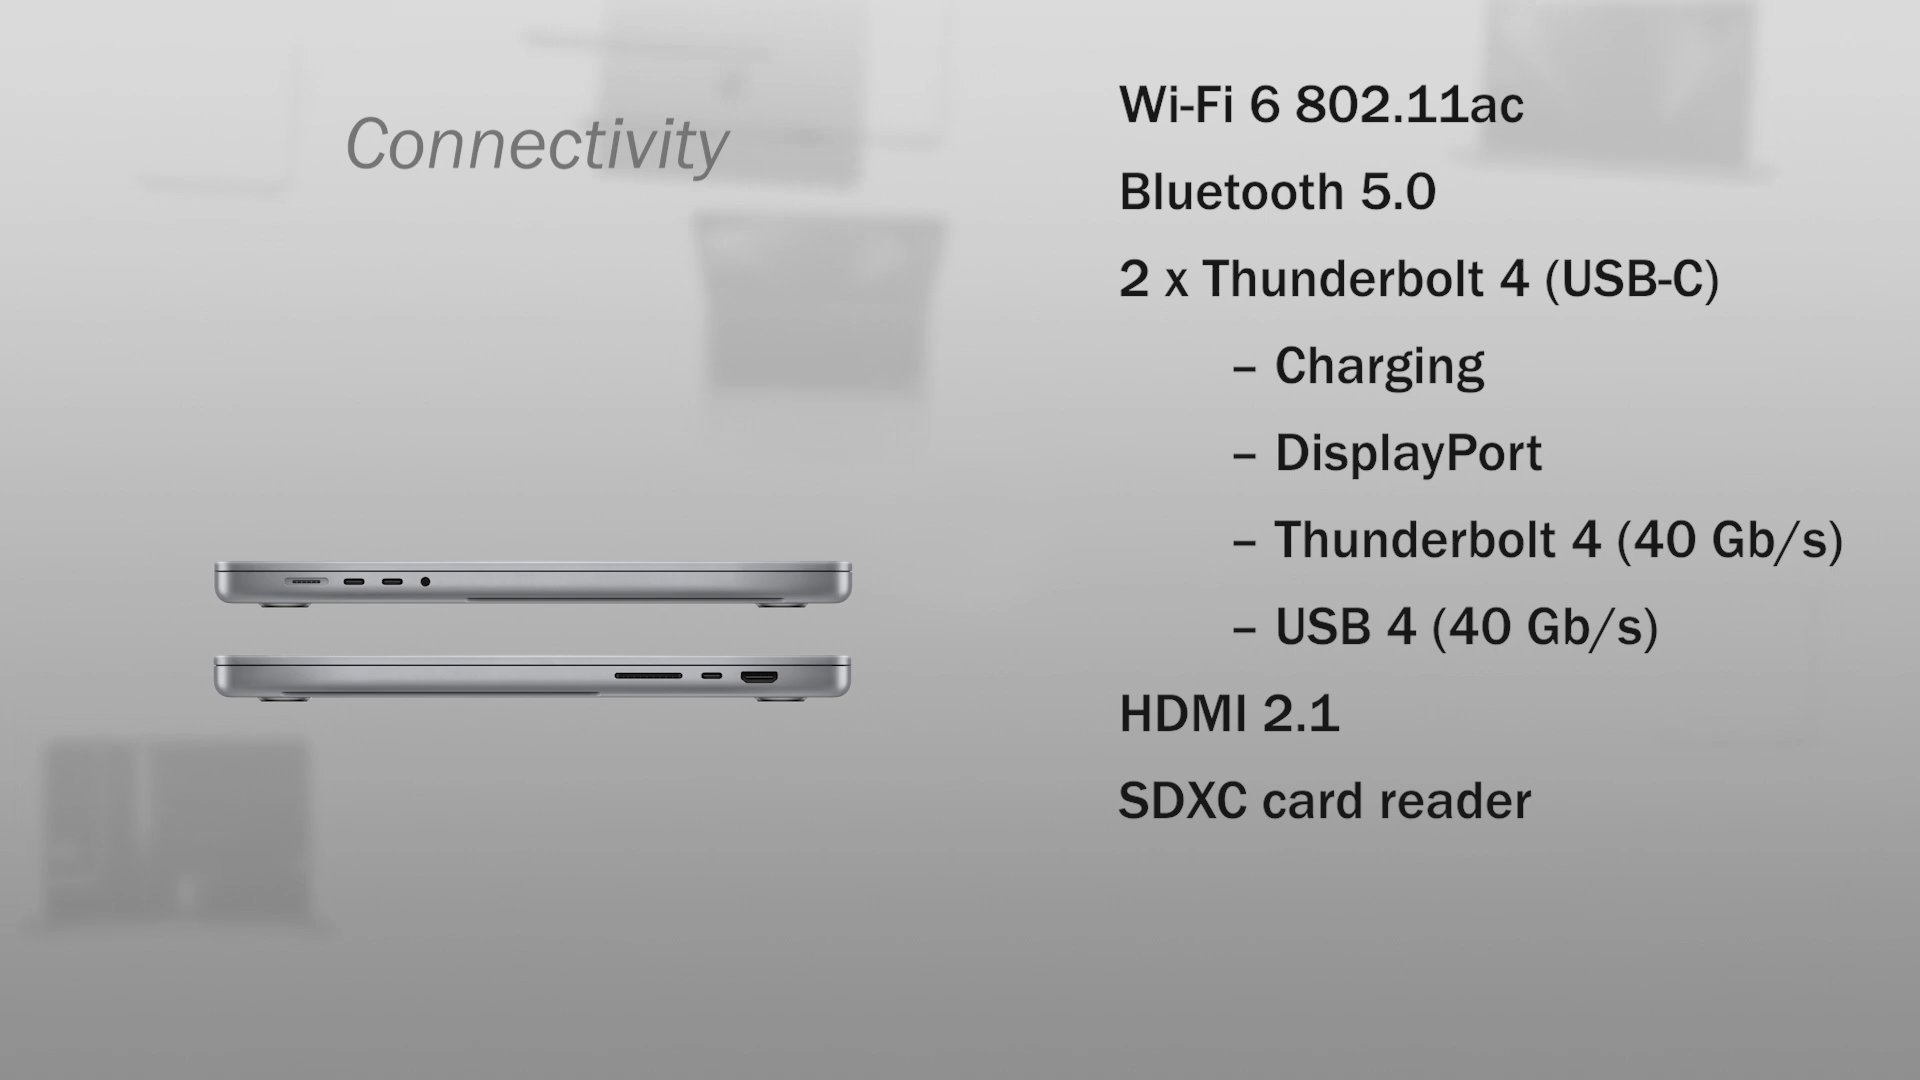 Connectivity
Wi-Fi 6 802.11ac
Bluetooth 5.0
2 x Thunderbolt 4 (USB-C)
– Charging
– DisplayPort
– Thunderbolt 4 (40 Gb/s)
– USB 4 (40 Gb/s)
HDMI 2.1
SDXC card reader